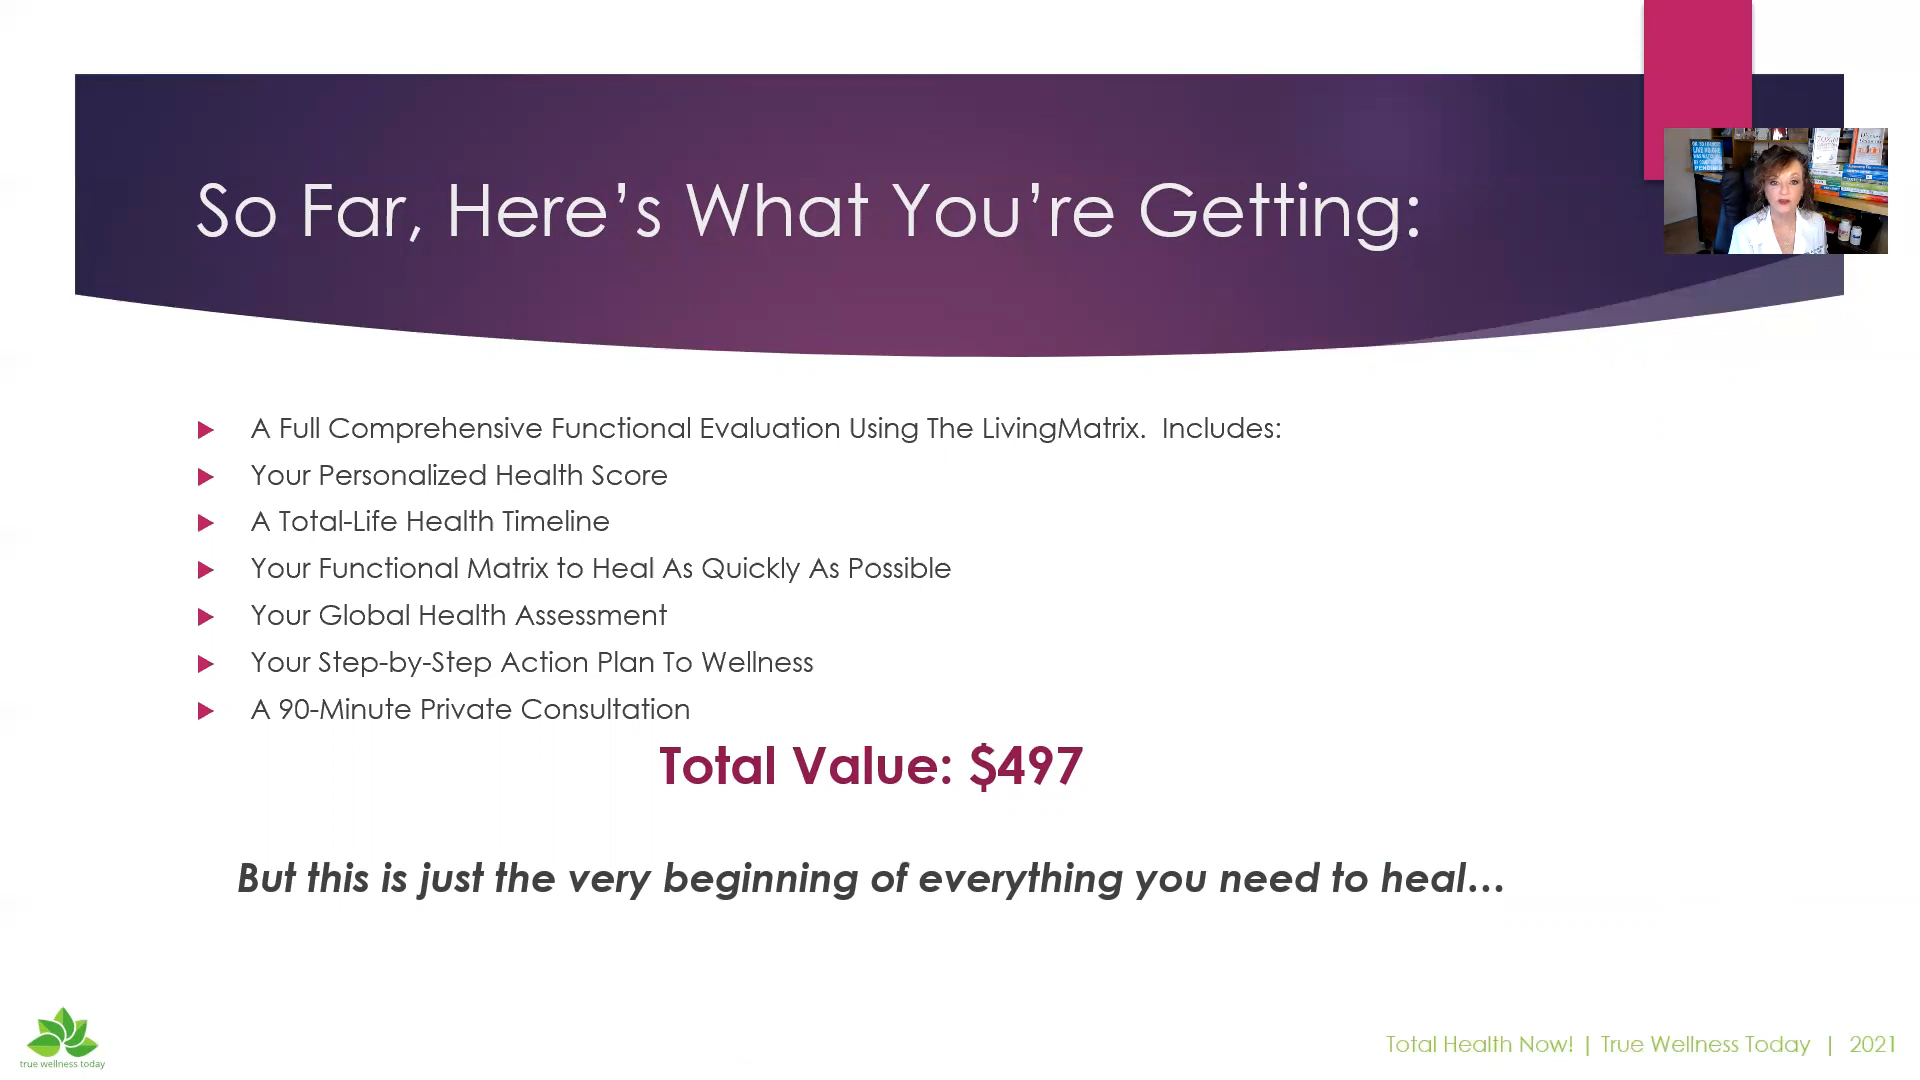 So Far, Here’s What You’re Getting:
A Full Comprehensive Functional Evaluation Using The LivingMatrix.  Includes:
Your Personalized Health Score
A Total-Life Health Timeline
Your Functional Matrix to Heal As Quickly As Possible
Your Global Health Assessment
Your Step-by-Step Action Plan To Wellness
A 90-Minute Private Consultation
Total Value: $497
But this is just the very beginning of everything you need to heal…
true wellness today
Total Health Now! | True Wellness Today | 2021